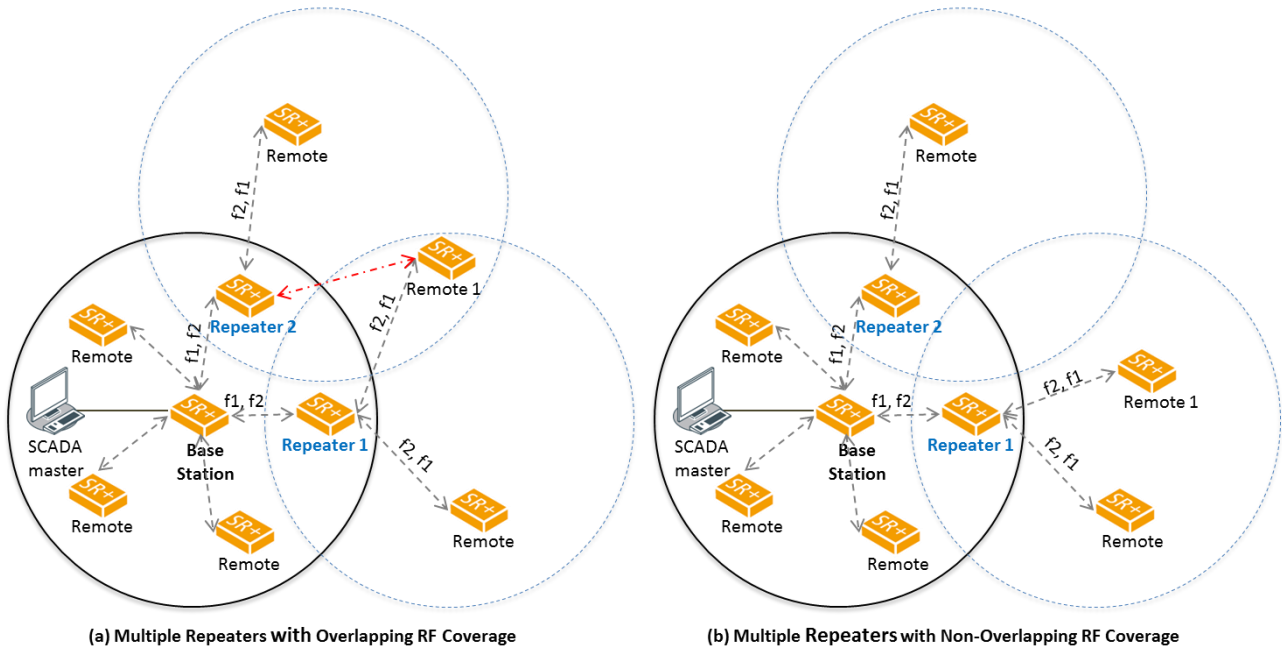 SR+
Remote
f2, f1
SR+
Remote 1
SR+
Repeater 2
f2, f1
SR+
Remote
f1, f2
SCADA
master
SR+
Base
Station
f1, f2
SR+
Repeater 1
f2, f1
SR+
Remote
SR+
Remote
SR+
Remote
(a) Multiple Repeaters with Overlapping RF Coverage
SR+
Remote
f2, f1
SR+
Repeater 2
SR+
Remote
f1, f2
SCADA
master
SR+
Base
Station
f1, f2
SR+
Repeater 1
f2, f1
SR+
Remote 1
f2, f1
SR+
Remote
SR+
Remote
SR+
Remote
(b) Multiple Repeaters with Non-Overlapping RF Coverage